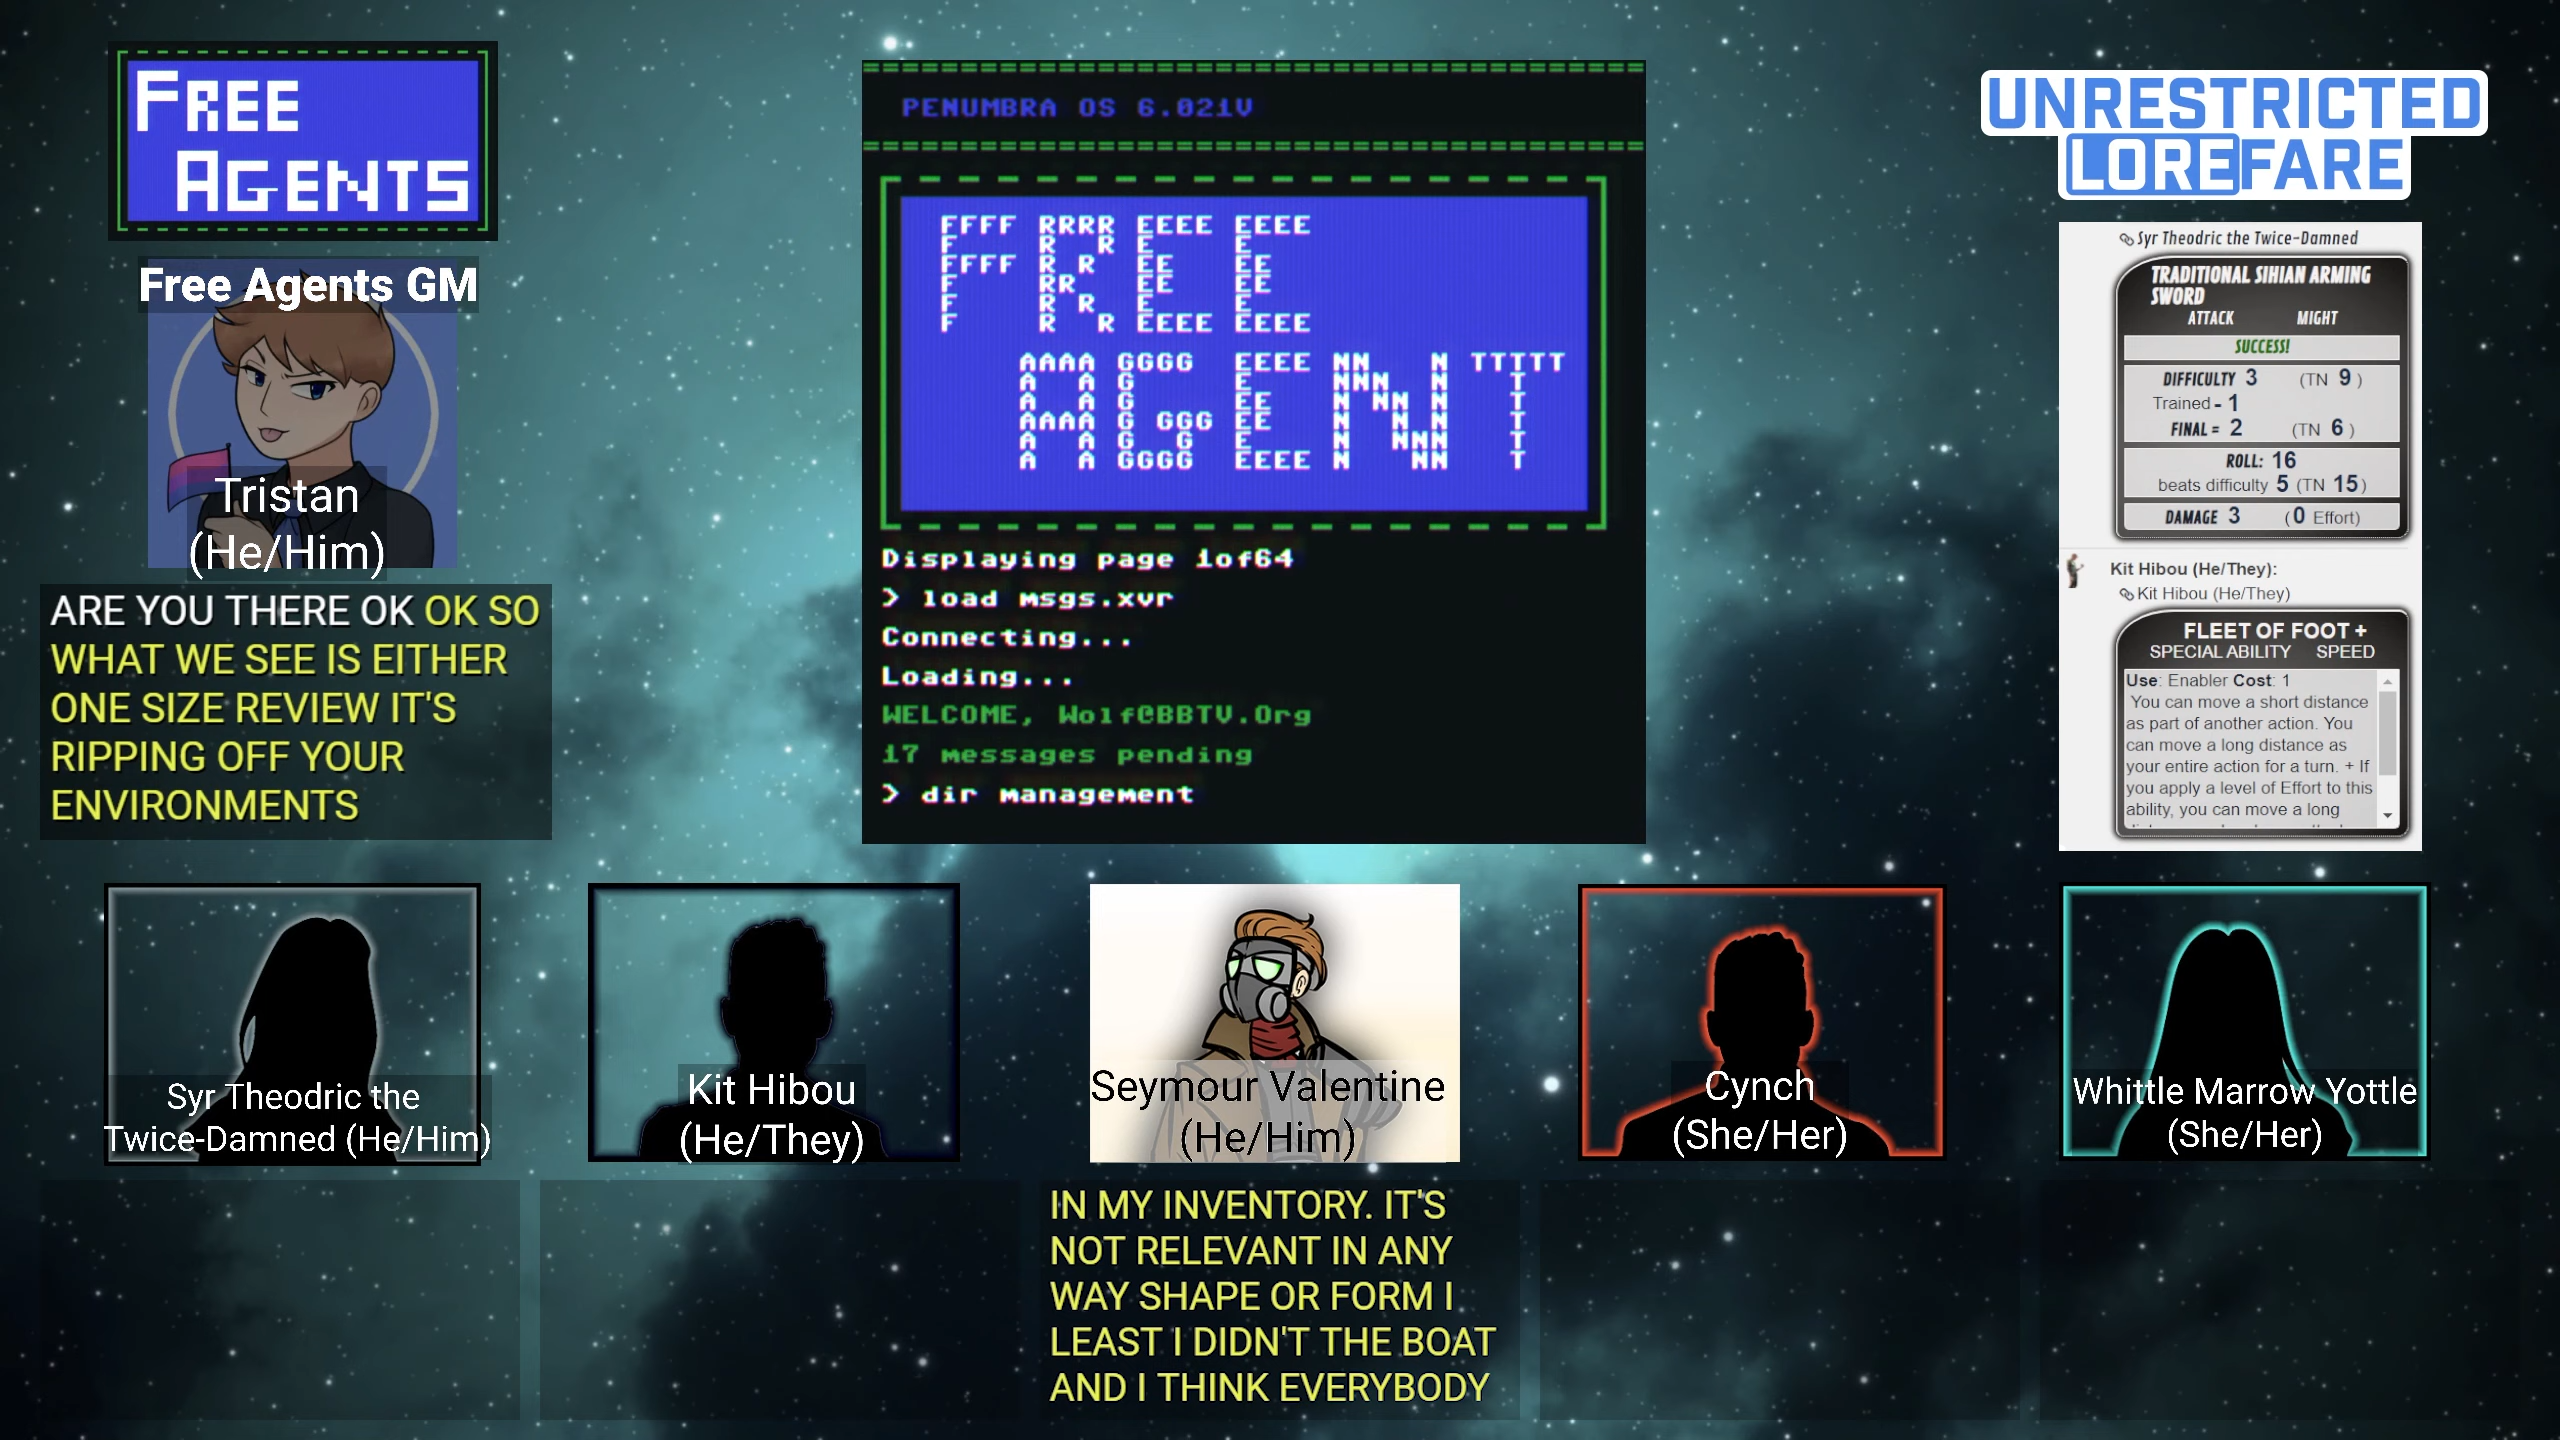 FREE
AGENTS
Free Agents GM
Tristan
(He/Him)
ARE YOU THERE OK OK SO
WHAT WE SEE IS EITHER
ONE SIZE REVIEW IT'S
RIPPING OFF YOUR
ENVIRONMENTS
PENUMBRA OS 6.021V
FREE
AGENT
Displaying page 1of64
> load msgs.xvr
Connecting...
Loading...
WELCOME, Wolf@BBTV.Org
17 messages pending
> dir management
UNRESTRICTED
LOREFARE
Syr Theodric the Twice-Damned
TRADITIONAL SIHIAN ARMING
SWORD
ATTACK MIGHT
SUCCESS!
DIFFICULTY 3 (TN 9 )
Trained - 1
FINAL = 2 (TN 6 )
ROLL: 16
beats difficulty 5 (TN 15)
DAMAGE 3 (0 Effort)
Kit Hibou (He/They):
Kit Hibou (He/They)
FLEET OF FOOT +
SPECIAL ABILITY SPEED
Use: Enabler Cost: 1
You can move a short distance
as part of another action. You
can move a long distance as
your entire action for a turn. + If
you apply a level of Effort to this
ability, you can move a long
Syr Theodric the
Twice-Damned (He/Him)
Kit Hibou
(He/They)
Seymour Valentine
(He/Him)
Cynch
(She/Her)
Whittle Marrow Yottle
(She/Her)
IN MY INVENTORY. IT'S
NOT RELEVANT IN ANY
WAY SHAPE OR FORM I
LEAST I DIDN'T THE BOAT
AND I THINK EVERYBODY